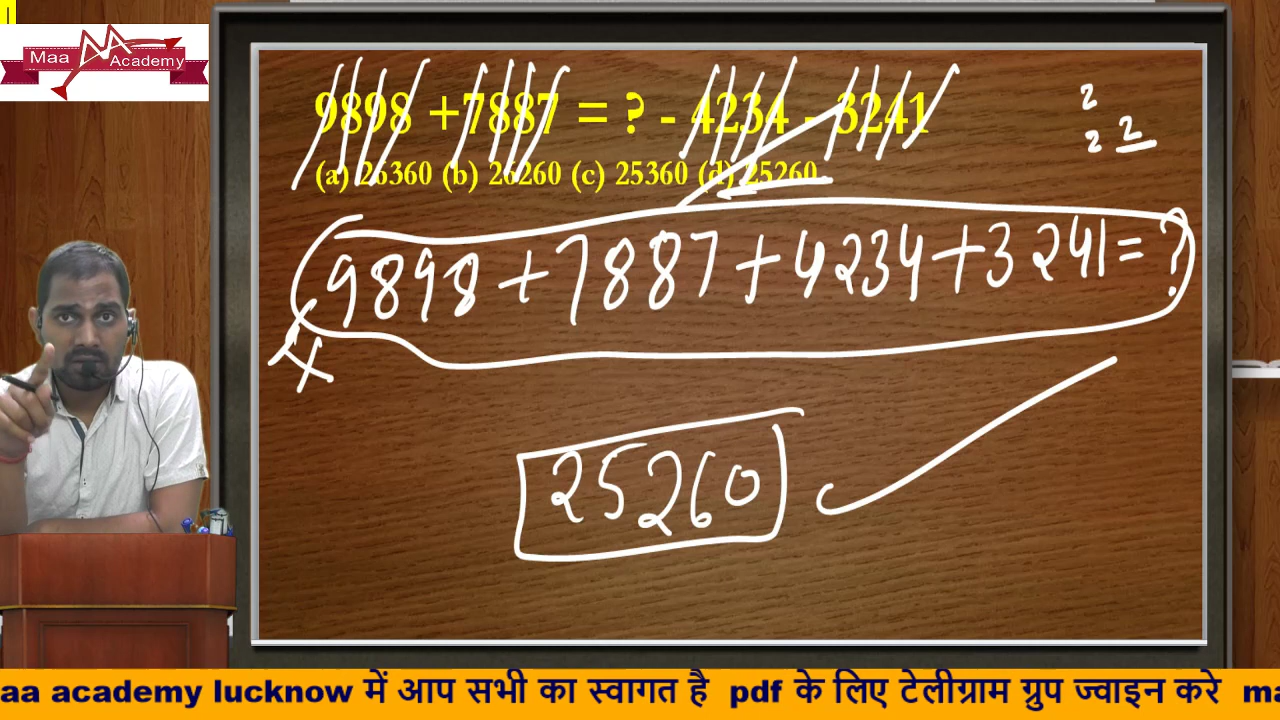 Maa Academy
9898 +7887 = ? - 4234 - 3241
2
2 2
(a) 26360 (b) 26260 (c) 25360 (d) 25260
9898 + 7887 + 4234 + 3241 = ?
25260
aa academy lucknow में आप सभी का स्वागत है pdf के लिए टेलीग्राम ग्रुप ज्वाइन करे ma